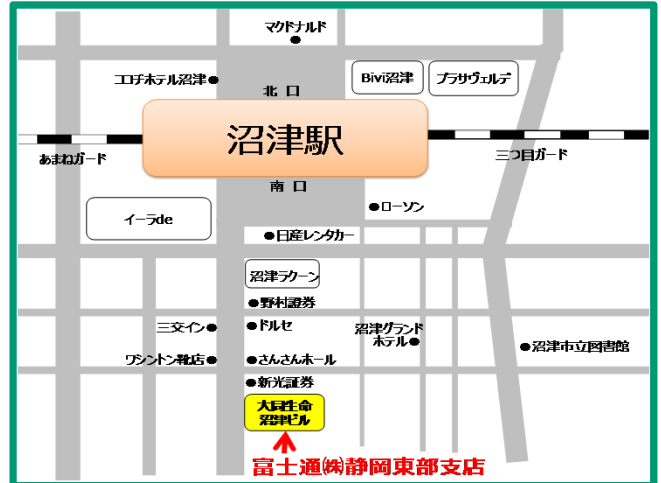 マクドナルド
ココチホテル沼津
北 口
Bivi沼津
プラサヴェルデ
沼津駅
あまねガード
三つ目ガード
南 口
イーラde
ローソン
日産レンタカー
沼津ラクーン
野村證券
三交イン
ドルセ
沼津グランド
ホテル
ワシントン靴店
さんさんホール
沼津市立図書館
新光証券
大同生命
沼津ビル
富士通㈱静岡東部支店